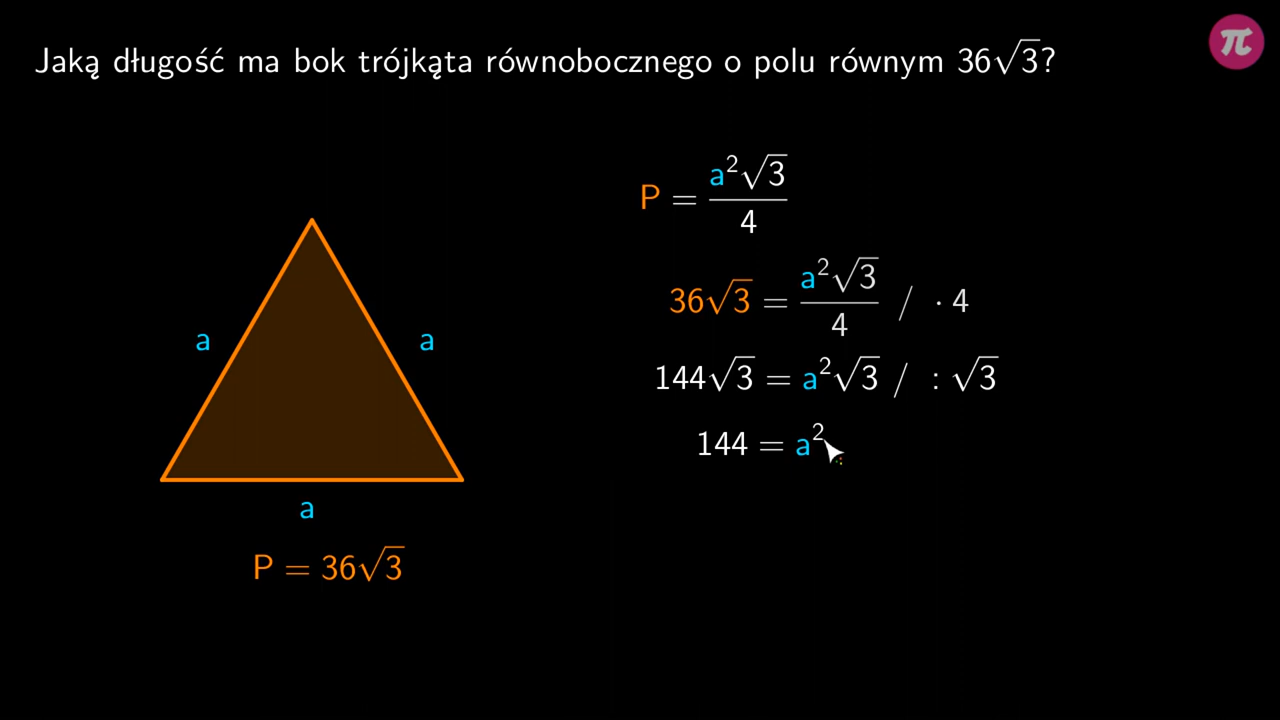 Jaką długość ma bok trójkąta równobocznego o polu równym 36√3?
π
P = a²√3 / 4
36√3 = a²√3 / 4 / · 4
144√3 = a²√3 / : √3
144 = a²
a
a
a
P = 36√3